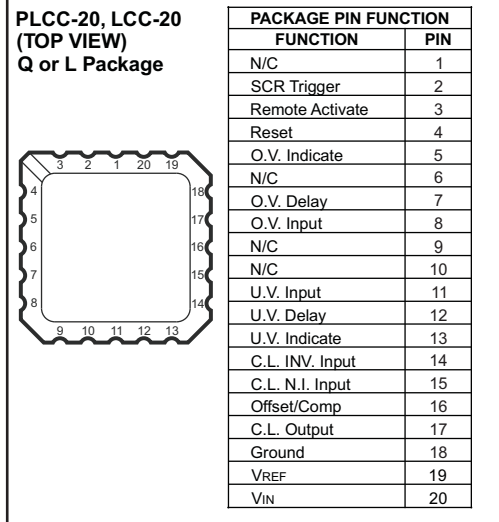 PLCC-20, LCC-20
(TOP VIEW)
Q or L Package
3 2 1 20 19
4 18
5 17
6 16
7 15
8 14
9 10 11 12 13
PACKAGE PIN FUNCTION
FUNCTION PIN
N/C 1
SCR Trigger 2
Remote Activate 3
Reset 4
O.V. Indicate 5
N/C 6
O.V. Delay 7
O.V. Input 8
N/C 9
N/C 10
U.V. Input 11
U.V. Delay 12
U.V. Indicate 13
C.L. INV. Input 14
C.L. N.I. Input 15
Offset/Comp 16
C.L. Output 17
Ground 18
VREF 19
VIN 20